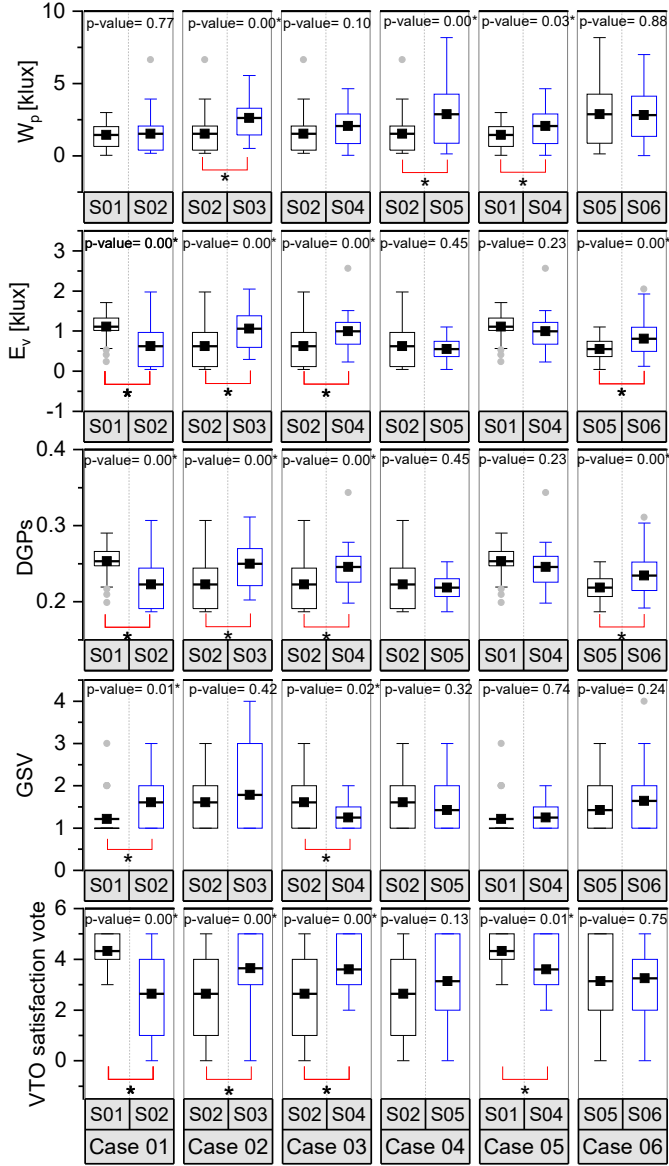 10
5
0
W_p [klux]
p-value= 0.77
p-value= 0.00*
p-value= 0.10
p-value= 0.00*
p-value= 0.03*
p-value= 0.88
*
*
*
S01 S02 S02 S03 S02 S04 S02 S05 S01 S04 S05 S06
3
2
1
0
-1
E_v [klux]
p-value= 0.00*
p-value= 0.00*
p-value= 0.00*
p-value= 0.45
p-value= 0.23
p-value= 0.00*
*
*
*
*
S01 S02 S02 S03 S02 S04 S02 S05 S01 S04 S05 S06
0.4
0.3
0.2
DGPs
p-value= 0.00*
p-value= 0.00*
p-value= 0.00*
p-value= 0.45
p-value= 0.23
p-value= 0.00*
*
*
*
*
S01 S02 S02 S03 S02 S04 S02 S05 S01 S04 S05 S06
4
3
2
1
0
GSV
p-value= 0.01*
p-value= 0.42
p-value= 0.02*
p-value= 0.32
p-value= 0.74
p-value= 0.24
*
*
S01 S02 S02 S03 S02 S04 S02 S05 S01 S04 S05 S06
6
4
2
0
VTO satisfaction vote
p-value= 0.00*
p-value= 0.00*
p-value= 0.00*
p-value= 0.13
p-value= 0.01*
p-value= 0.75
*
*
*
*
S01 S02 S02 S03 S02 S04 S02 S05 S01 S04 S05 S06
Case 01 Case 02 Case 03 Case 04 Case 05 Case 06